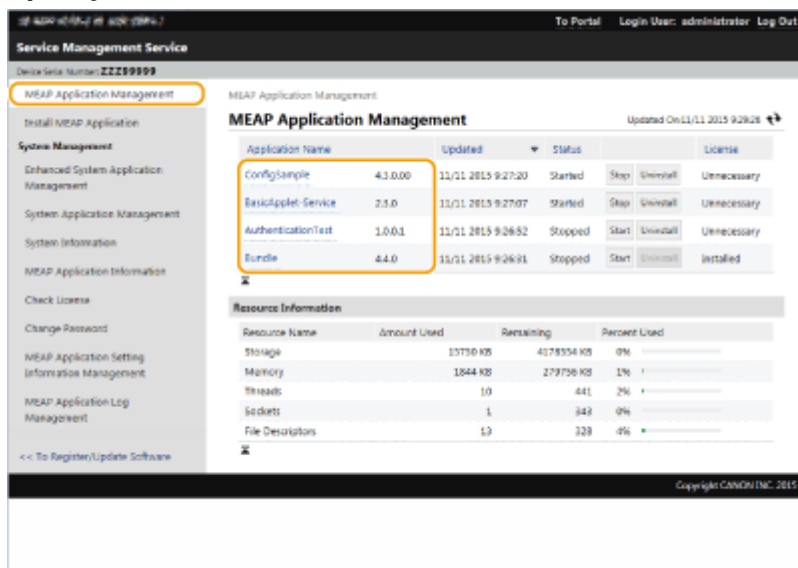 To Portal Login User: administrator Log Out
Service Management Service
Device Serial Number: ZZZ99999
MEAP Application Management
Install MEAP Application
System Management
Enhanced System Application
Management
System Application Management
System Information
MEAP Application Information
Check License
Change Password
MEAP Application Setting
Information Management
MEAP Application Log
Management
<< To Register/Update Software
MEAP Application Management
MEAP Application Management Updated On:11/11 2015 9:29:28
Application Name Updated Status License
ConfigSample 4.3.0.00 11/11 2015 9:27:20 Started Stop Uninstall Unnecessary
BasicApplet-Service 2.3.0 11/11 2015 9:27:07 Started Stop Uninstall Unnecessary
AuthenticationTest 1.0.0.1 11/11 2015 9:26:52 Stopped Start Uninstall Unnecessary
Bundle 4.4.0 11/11 2015 9:26:31 Stopped Start Uninstall Installed
Resource Information
Resource Name Amount Used Remaining Percent Used
Storage 15750 KB 4178554 KB 0%
Memory 1844 KB 279756 KB 1%
Threads 10 441 2%
Sockets 1 343 0%
File Descriptors 13 328 4%
Copyright CANON INC. 2015